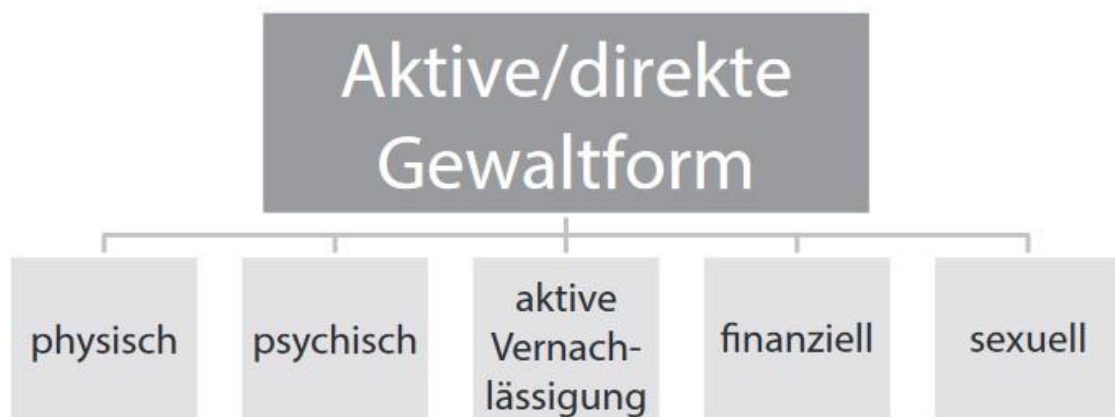 Aktive/direkte
Gewaltform
physisch
psychisch
aktive
Vernach-
lässigung
finanziell
sexuell